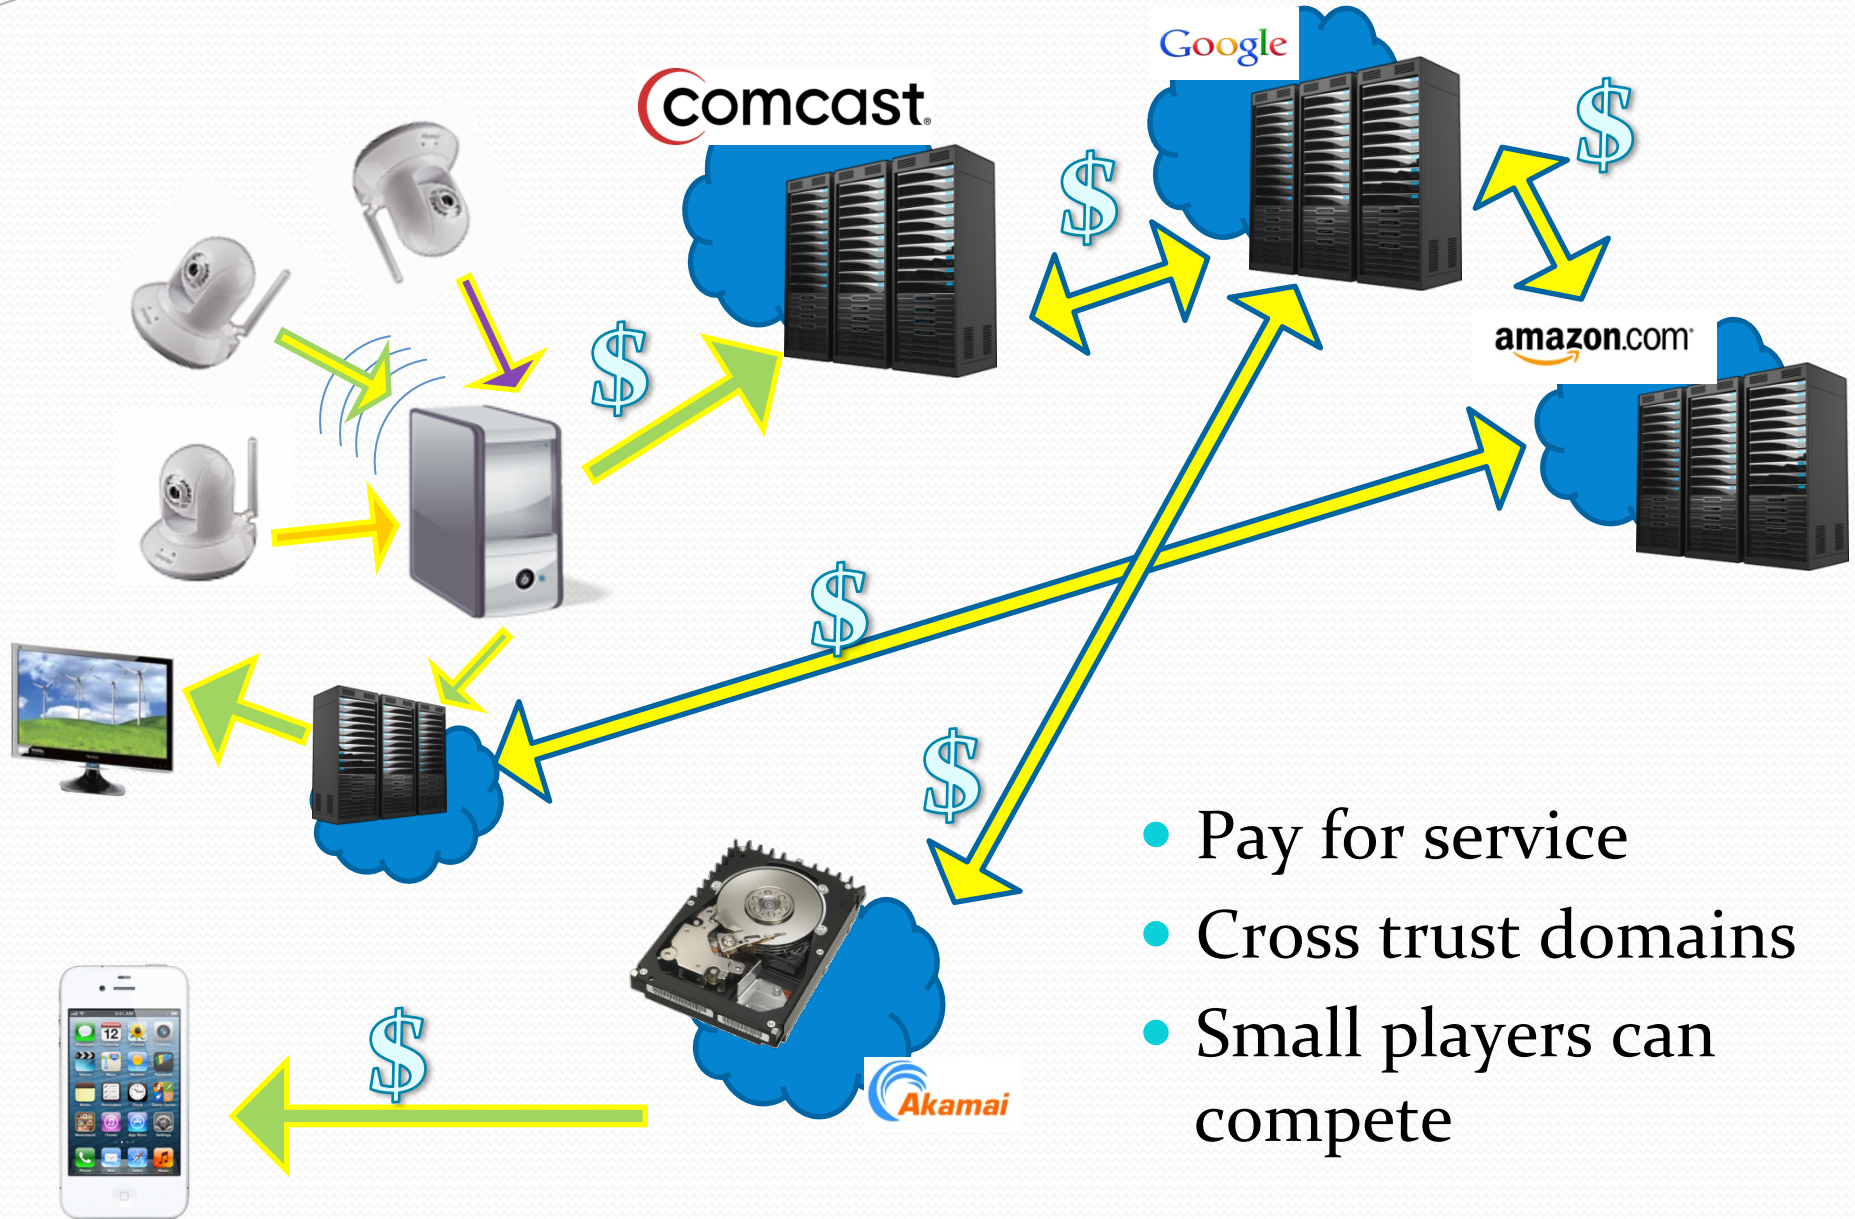 Google
comcast.
$
$
$
amazon.com
$
$
$
Akamai
$
• Pay for service
• Cross trust domains
• Small players can
compete